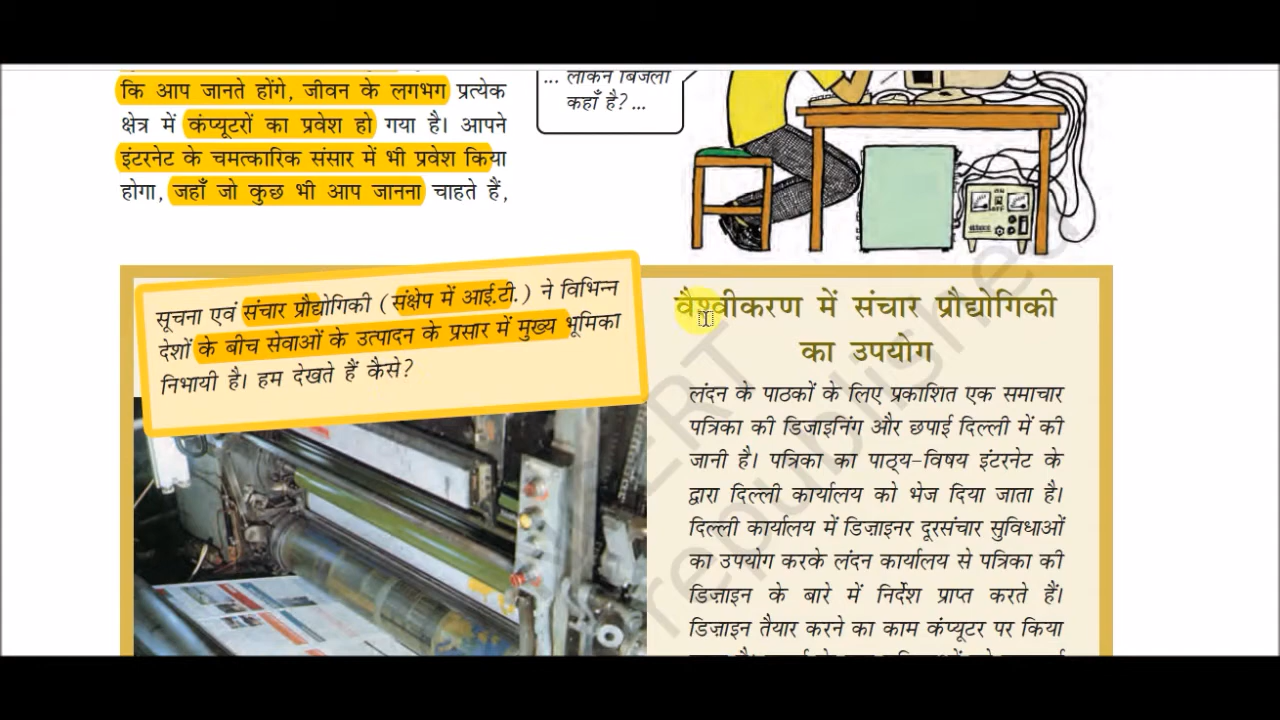 कि आप जानते होंगे, जीवन के लगभग प्रत्येक
क्षेत्र में कंप्यूटरों का प्रवेश हो गया है। आपने
इंटरनेट के चमत्कारिक संसार में भी प्रवेश किया
होगा, जहाँ जो कुछ भी आप जानना चाहते हैं,
... लेकिन बिजली
कहाँ है? ...
सूचना एवं संचार प्रौद्योगिकी (संक्षेप में आई.टी.) ने विभिन्न
देशों के बीच सेवाओं के उत्पादन के प्रसार में मुख्य भूमिका
निभायी है। हम देखते हैं कैसे?
वैश्वीकरण में संचार प्रौद्योगिकी
का उपयोग
लंदन के पाठकों के लिए प्रकाशित एक समाचार
पत्रिका की डिजाइनिंग और छपाई दिल्ली में की
जानी है। पत्रिका का पाठ्य-विषय इंटरनेट के
द्वारा दिल्ली कार्यालय को भेज दिया जाता है।
दिल्ली कार्यालय में डिज़ाइनर दूरसंचार सुविधाओं
का उपयोग करके लंदन कार्यालय से पत्रिका की
डिज़ाइन के बारे में निर्देश प्राप्त करते हैं।
डिज़ाइन तैयार करने का काम कंप्यूटर पर किया
republished